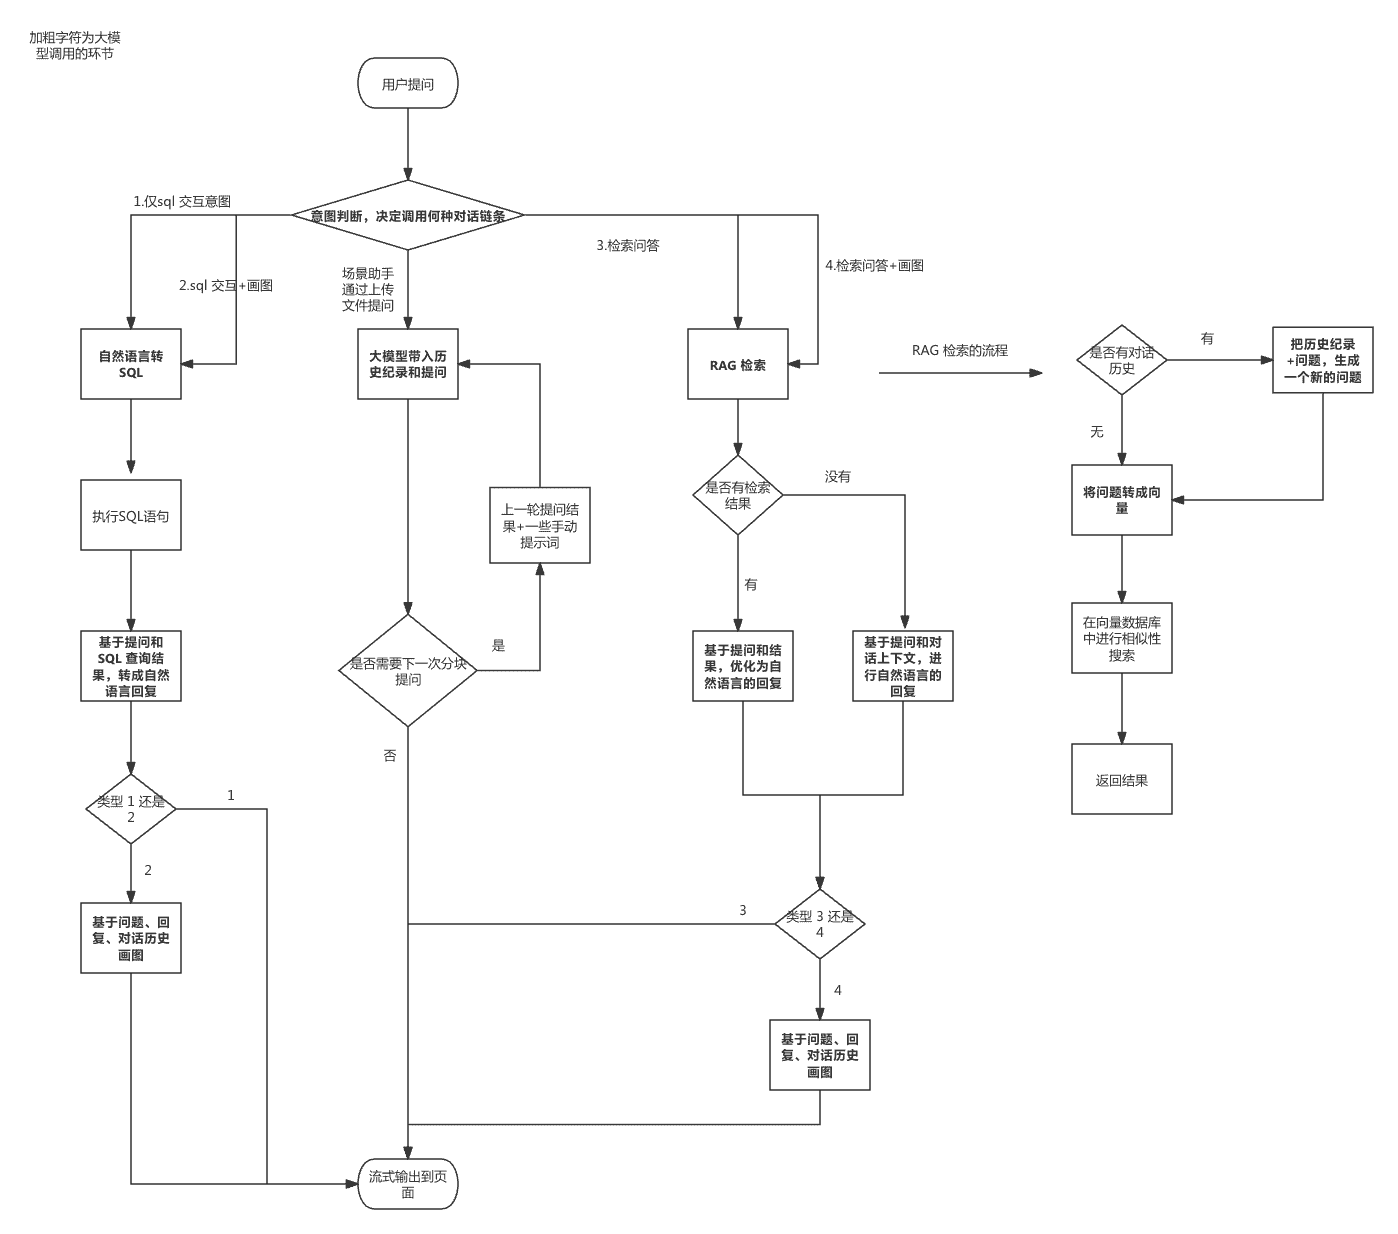 加粗字符为大模
型调用的环节
用户提问
意图判断，决定调用何种对话链条
1.仅sql 交互意图
2.sql 交互+画图
场景助手
通过上传
文件提问
3.检索问答
4.检索问答+画图
自然语言转
SQL
执行SQL语句
基于提问和
SQL 查询结
果，转成自然
语言回复
类型 1 还是
2
1
2
基于问题、回
复、对话历史
画图
大模型带入历
史纪录和提问
上一轮提问结
果+一些手动
提示词
是否需要下一次分块
提问
是
否
RAG 检索
是否有检索
结果
没有
有
基于提问和结
果，优化为自
然语言的回复
基于提问和对
话上下文，进
行自然语言的
回复
类型 3 还是
4
3
4
基于问题、回
复、对话历史
画图
流式输出到页
面
RAG 检索的流程
是否有对话
历史
有
无
把历史纪录
+问题，生成
一个新的问题
将问题转成向
量
在向量数据库
中进行相似性
搜索
返回结果